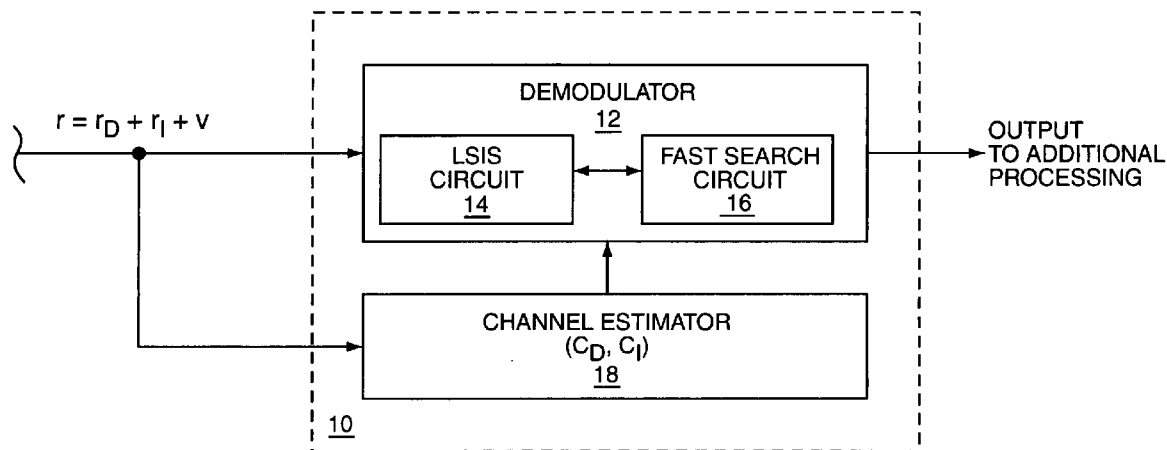 r = r_D + r_I + v
DEMODULATOR
12
LSIS
CIRCUIT
14
FAST SEARCH
CIRCUIT
16
OUTPUT
TO ADDITIONAL
PROCESSING
CHANNEL ESTIMATOR
(C_D, C_I)
18
10